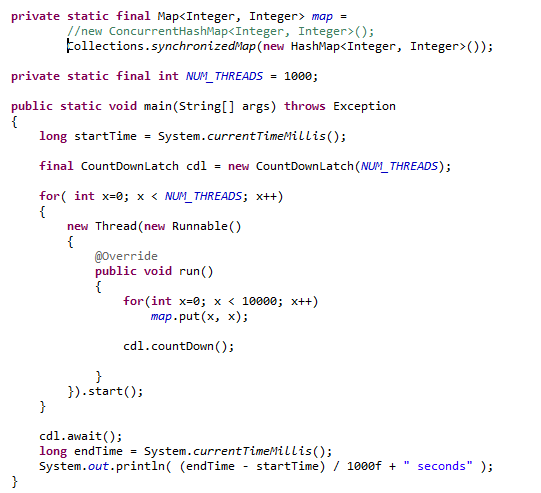 private static final Map<Integer, Integer> map =
        //new ConcurrentHashMap<Integer, Integer>();
        Collections.synchronizedMap(new HashMap<Integer, Integer>());

private static final int NUM_THREADS = 1000;

public static void main(String[] args) throws Exception
{
    long startTime = System.currentTimeMillis();

    final CountDownLatch cdl = new CountDownLatch(NUM_THREADS);

    for( int x=0; x < NUM_THREADS; x++)
    {
        new Thread(new Runnable()
        {
            @Override
            public void run()
            {
                for(int x=0; x < 10000; x++)
                    map.put(x, x);

                cdl.countDown();

            }
        }).start();
    }

    cdl.await();
    long endTime = System.currentTimeMillis();
    System.out.println( (endTime - startTime) / 1000f + " seconds" );
}